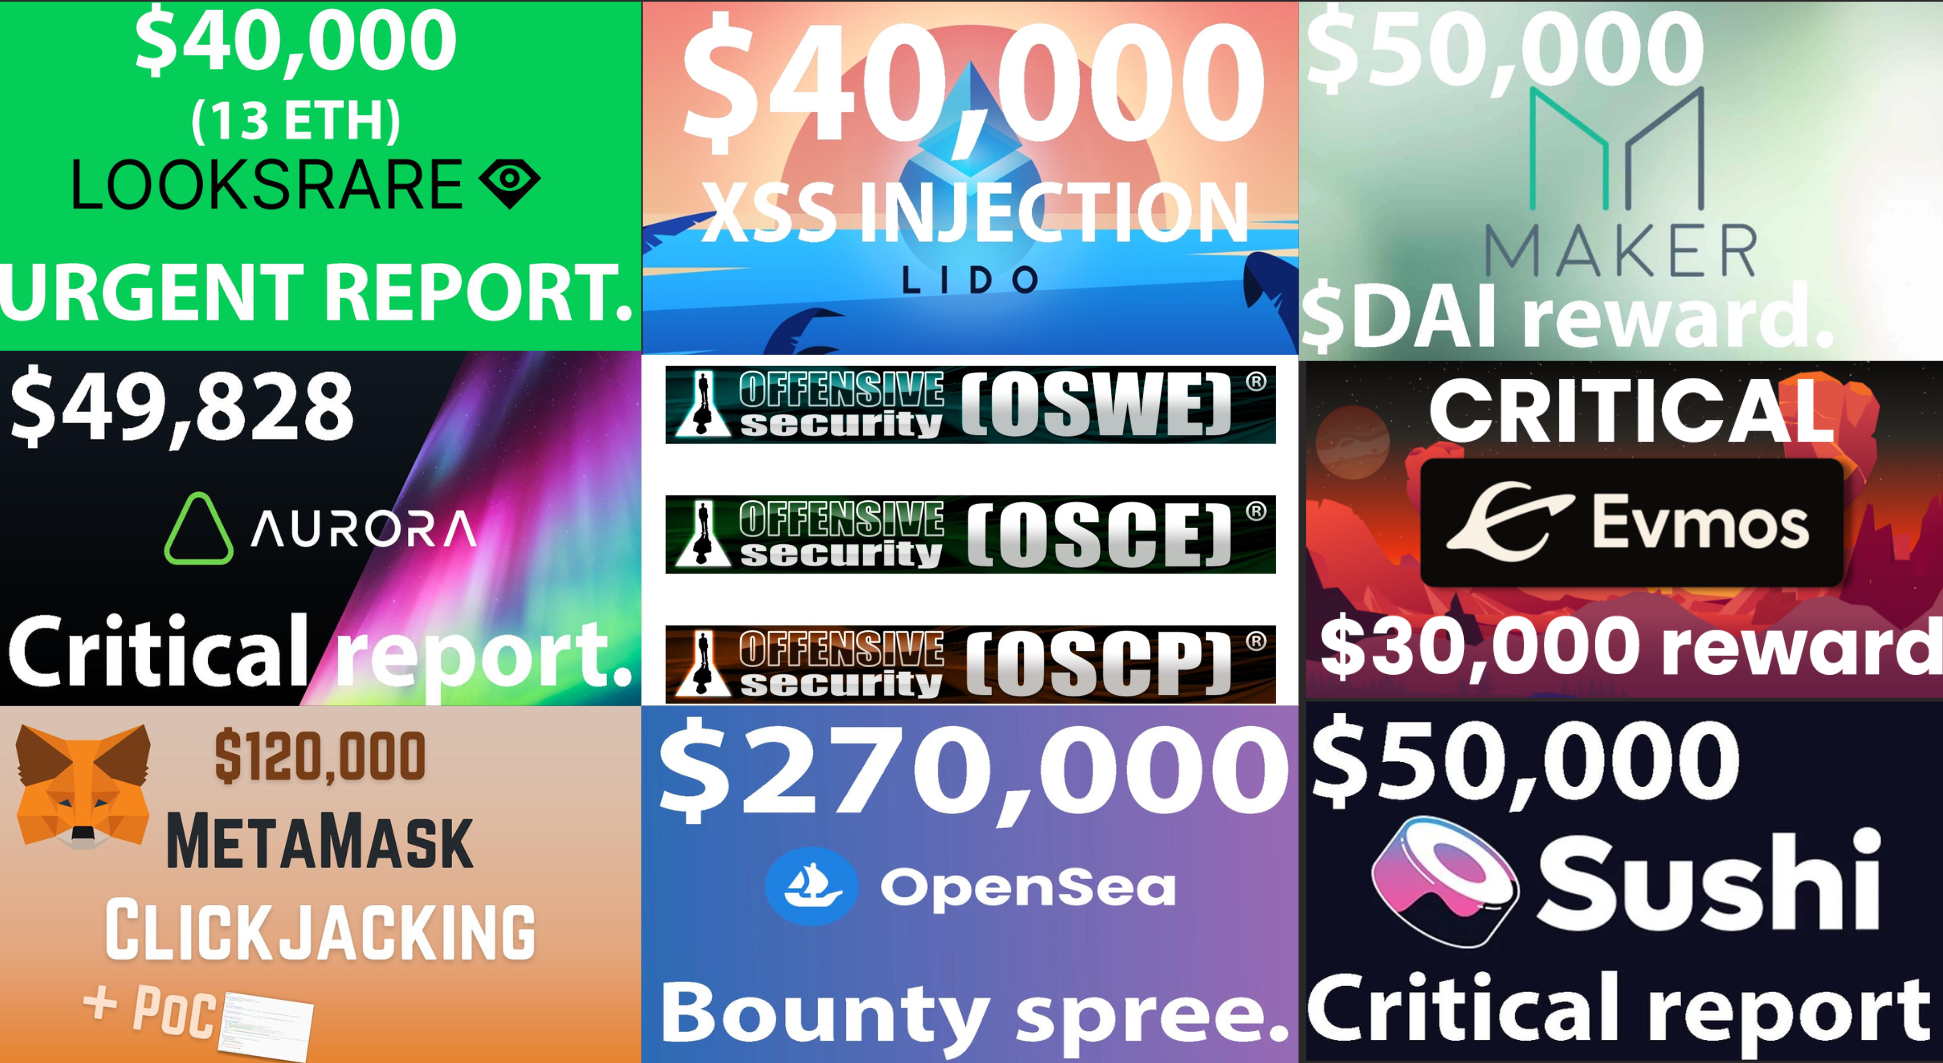 $40,000
(13 ETH)
LOOKSRARE
URGENT REPORT.
$40,000
XSS INJECTION
LIDO
$50,000
MAKER
$DAI reward.
$49,828
AURORA
Critical report.
OFFENSIVE
security
(OSWE) ®
OFFENSIVE
security
(OSCE) ®
OFFENSIVE
security
(OSCP) ®
CRITICAL
Evmos
$30,000 reward
$120,000
METAMASK
CLICKJACKING
+ POC
$270,000
OpenSea
Bounty spree.
$50,000
Sushi
Critical report